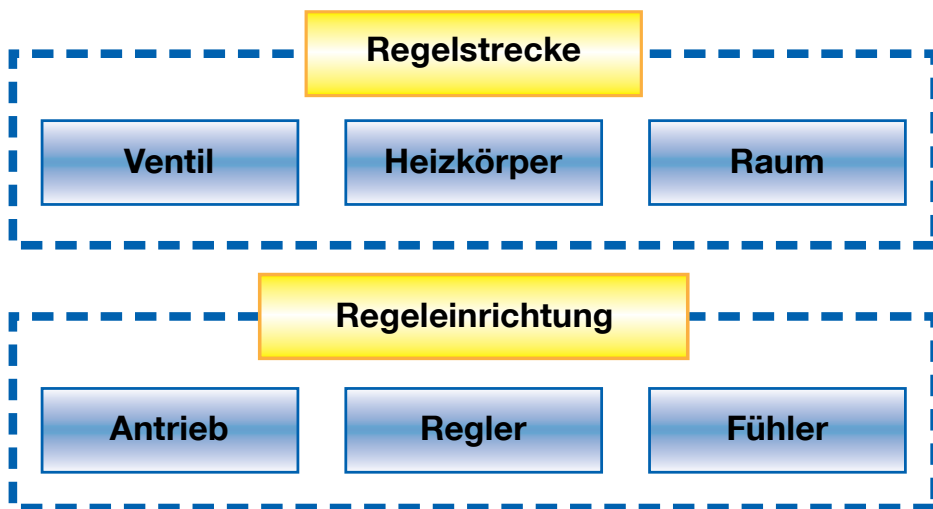 Regelstrecke
Ventil Heizkörper Raum
Regeleinrichtung
Antrieb Regler Fühler